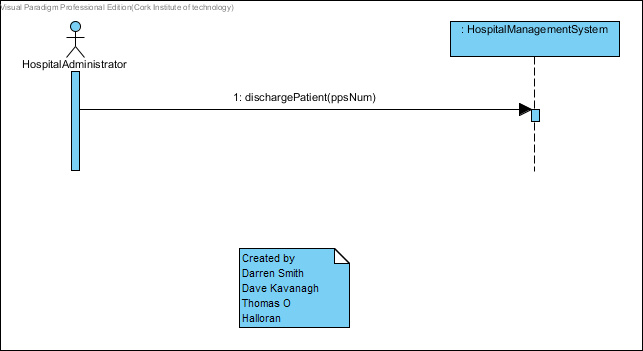 Visual Paradigm Professional Edition(Cork Institute of technology)
: HospitalManagementSystem
HospitalAdministrator
1: dischargePatient(ppsNum)
Created by
Darren Smith
Dave Kavanagh
Thomas O
Halloran